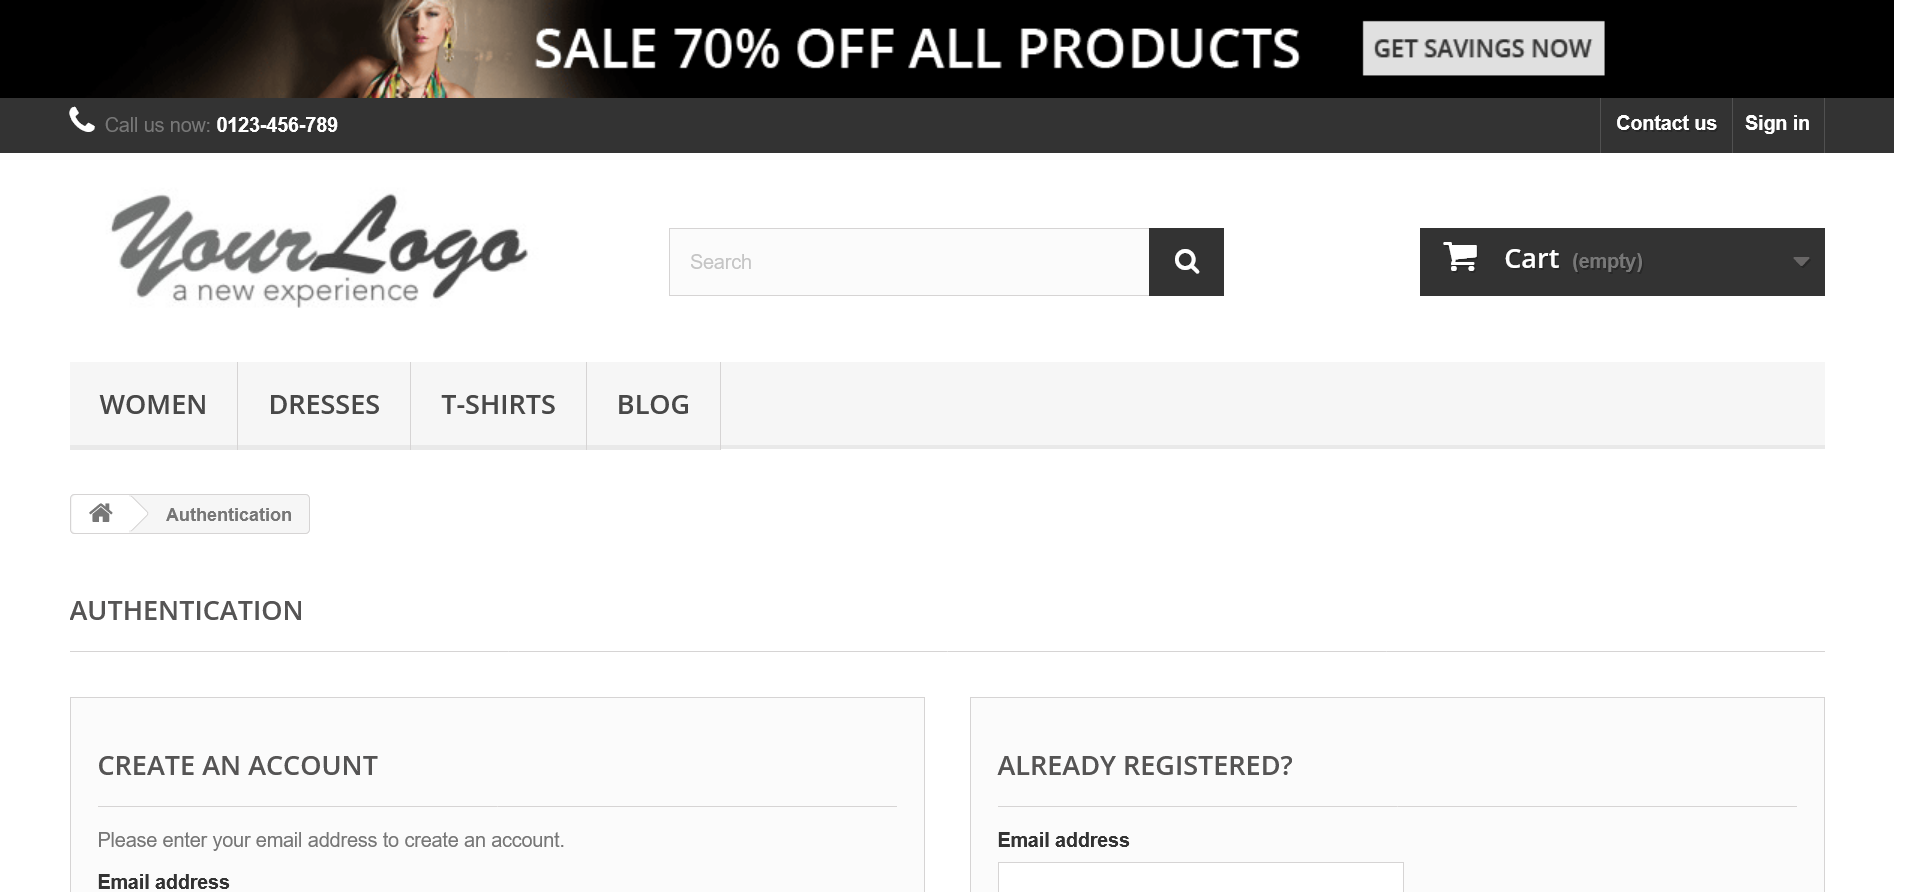 SALE 70% OFF ALL PRODUCTS
GET SAVINGS NOW
Call us now: 0123-456-789
Contact us
Sign in
Your Logo
a new experience
Search
Cart (empty)
WOMEN
DRESSES
T-SHIRTS
BLOG
Authentication
AUTHENTICATION
CREATE AN ACCOUNT
Please enter your email address to create an account.
Email address
ALREADY REGISTERED?
Email address